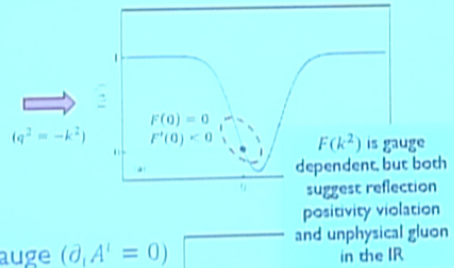 1
F(0) = 0
F'(0) < 0
(q² = −k²)
F(k²) is gauge
dependent, but both
suggest reflection
positivity violation
and unphysical gluon
in the IR
auge (∂ᵢAⁱ = 0)